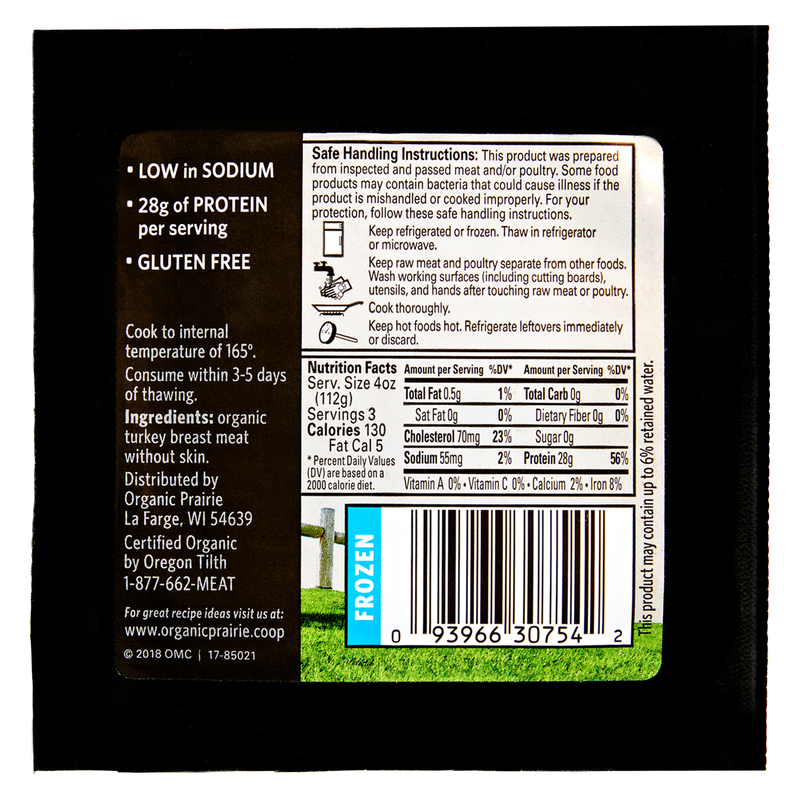 • LOW in SODIUM
• 28g of PROTEIN
per serving
• GLUTEN FREE
Cook to internal
temperature of 165°.
Consume within 3-5 days
of thawing.
Ingredients: organic
turkey breast meat
without skin.
Distributed by
Organic Prairie
La Farge, WI 54639
Certified Organic
by Oregon Tilth
1-877-662-MEAT
For great recipe ideas visit us at:
www.organicprairie.coop
© 2018 OMC | 17-85021
Safe Handling Instructions: This product was prepared
from inspected and passed meat and/or poultry. Some food
products may contain bacteria that could cause illness if the
product is mishandled or cooked improperly. For your
protection, follow these safe handling instructions.
Keep refrigerated or frozen. Thaw in refrigerator
or microwave.
Keep raw meat and poultry separate from other foods.
Wash working surfaces (including cutting boards),
utensils, and hands after touching raw meat or poultry.
Cook thoroughly.
Keep hot foods hot. Refrigerate leftovers immediately
or discard.
Nutrition Facts
Serv. Size 4oz
(112g)
Servings 3
Calories 130
Fat Cal 5
* Percent Daily Values
(DV) are based on a
2000 calorie diet.
Amount per Serving %DV* Amount per Serving %DV*
Total Fat 0.5g 1% Total Carb 0g 0%
Sat Fat 0g 0% Dietary Fiber 0g 0%
Cholesterol 70mg 23% Sugar 0g
Sodium 55mg 2% Protein 28g 56%
Vitamin A 0% • Vitamin C 0% • Calcium 2% • Iron 8%
This product may contain up to 6% retained water.
FROZEN
0 93966 30754 2